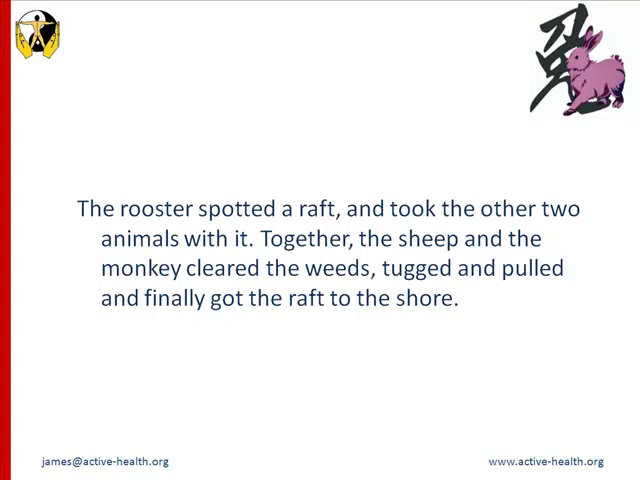 The rooster spotted a raft, and took the other two
animals with it. Together, the sheep and the
monkey cleared the weeds, tugged and pulled
and finally got the raft to the shore.
james@active-health.org
www.active-health.org